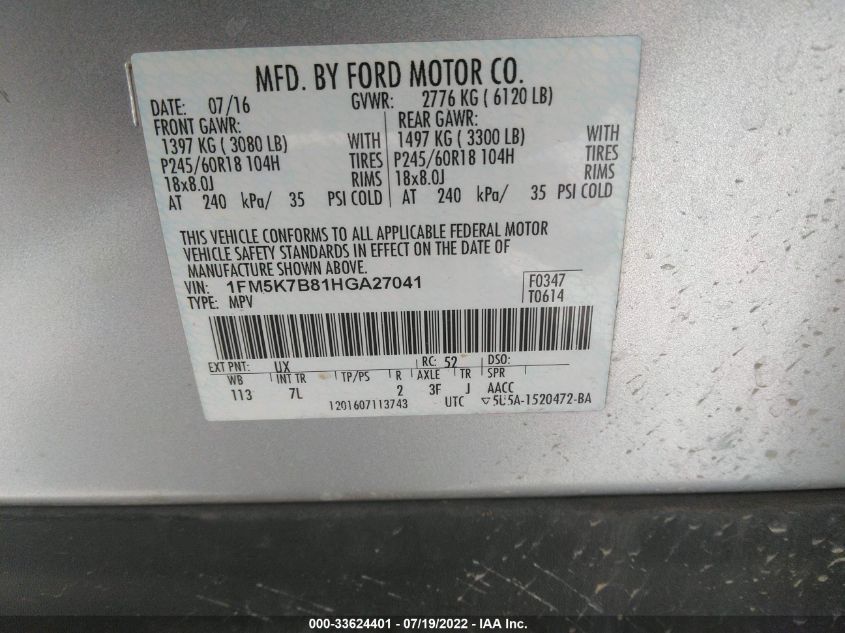 MFD. BY FORD MOTOR CO.
DATE: 07/16 GVWR: 2776 KG ( 6120 LB)
FRONT GAWR: REAR GAWR:
1397 KG ( 3080 LB) WITH 1497 KG ( 3300 LB) WITH
P245/60R18 104H TIRES P245/60R18 104H TIRES
18x8.0J RIMS 18x8.0J RIMS
AT 240 kPa/ 35 PSI COLD AT 240 kPa/ 35 PSI COLD
THIS VEHICLE CONFORMS TO ALL APPLICABLE FEDERAL MOTOR
VEHICLE SAFETY STANDARDS IN EFFECT ON THE DATE OF
MANUFACTURE SHOWN ABOVE.
VIN: 1FM5K7B81HGA27041 F0347
TYPE: MPV T0614
EXT PNT: UX RC: 52 DSO:
WB INT TR TP/PS R AXLE TR SPR
113 7L 2 3F J AACC
1201607113743 UTC ▽5U5A-1520472-BA
000-33624401 - 07/19/2022 - IAA Inc.